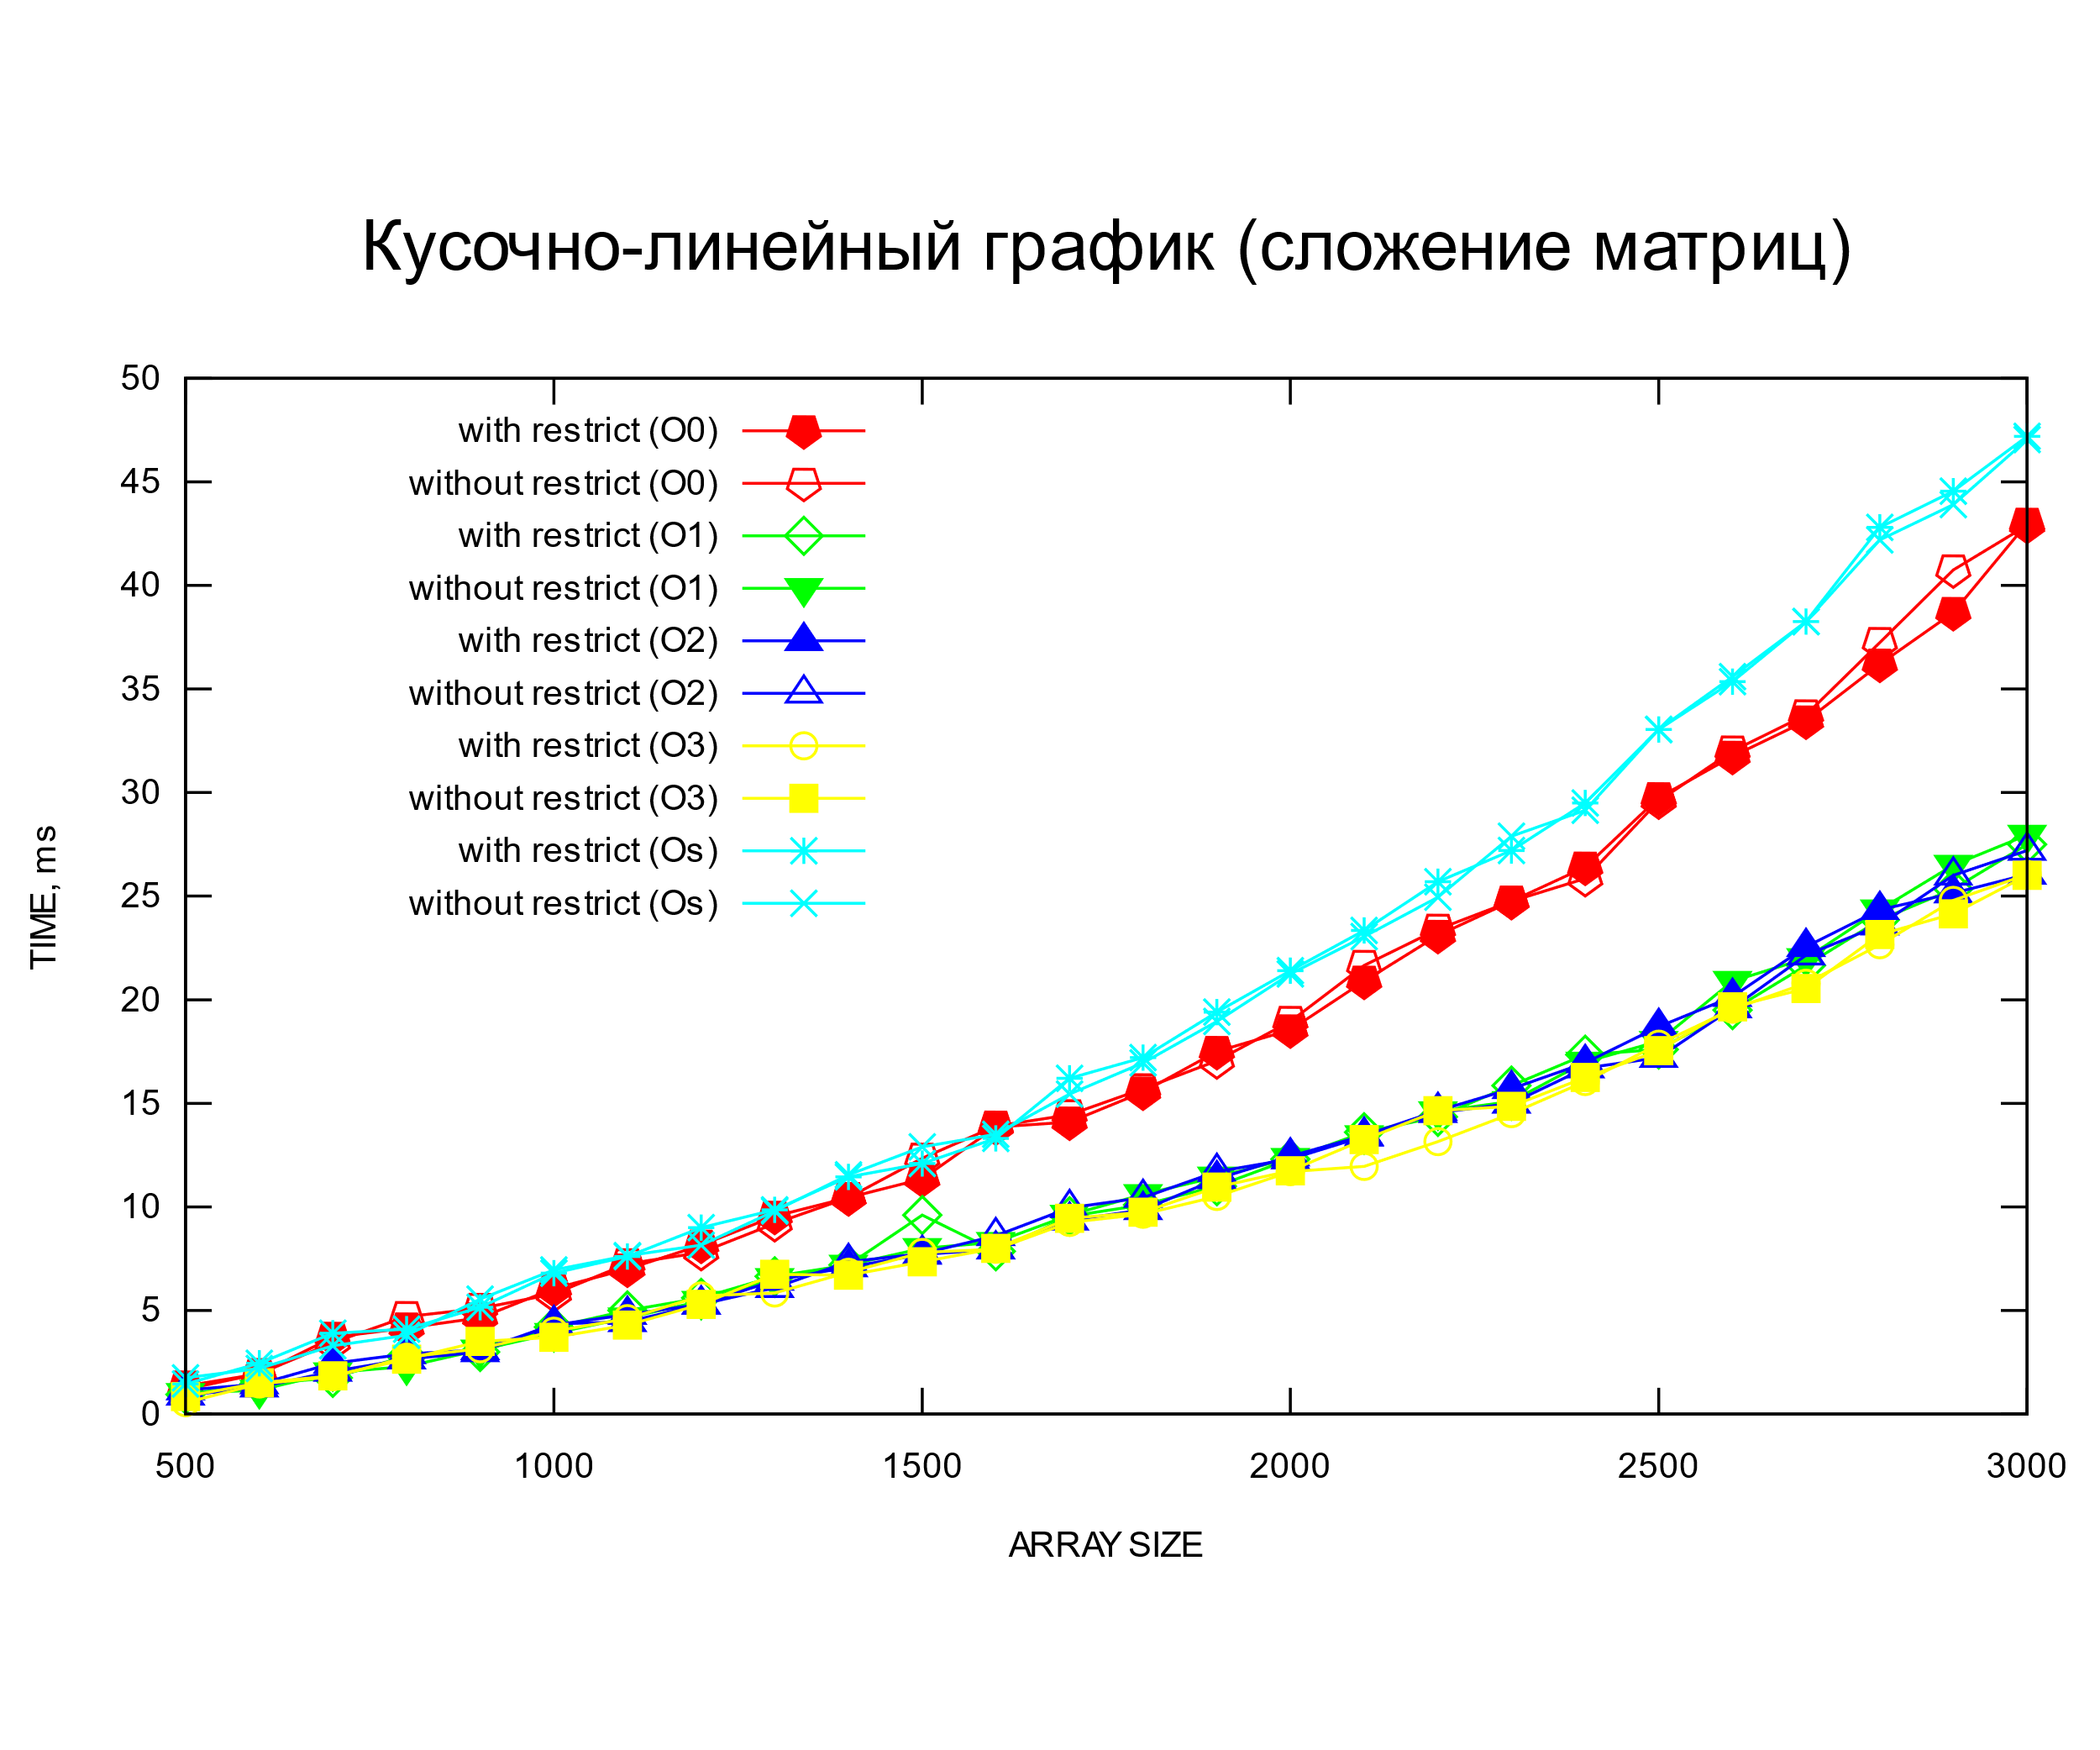 Кусочно-линейный график (сложение матриц)
50
45
40
35
30
25
20
15
10
5
0
with restrict (O0)
without restrict (O0)
with restrict (O1)
without restrict (O1)
with restrict (O2)
without restrict (O2)
with restrict (O3)
without restrict (O3)
with restrict (Os)
without restrict (Os)
TIME, ms
500 1000 1500 2000 2500 3000
ARRAY SIZE